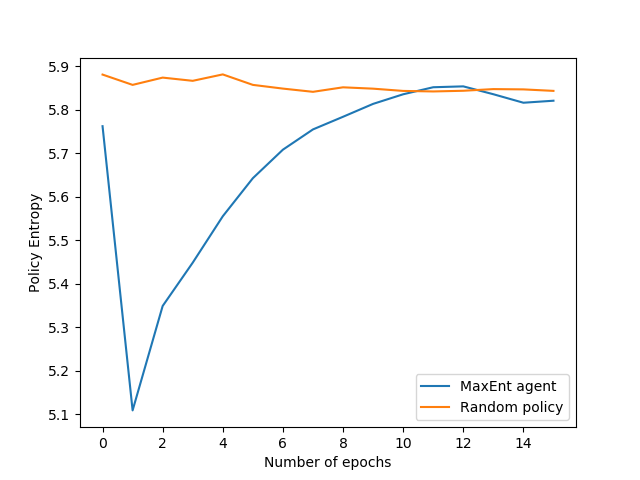 Policy Entropy
5.9
5.8
5.7
5.6
5.5
5.4
5.3
5.2
5.1
MaxEnt agent
Random policy
0 2 4 6 8 10 12 14
Number of epochs